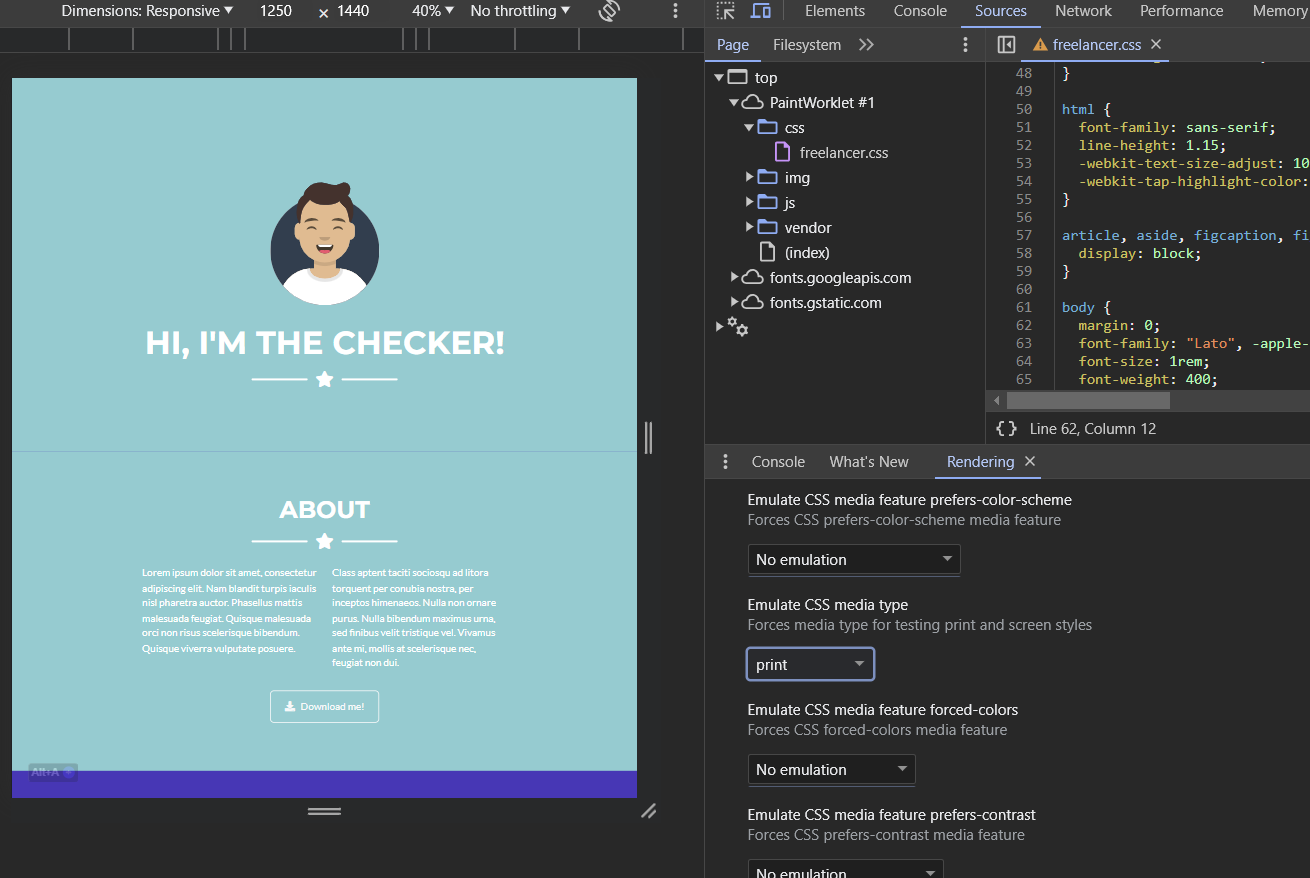 Dimensions: Responsive 1250 × 1440 40% No throttling
Elements Console Sources Network Performance Memory
Page Filesystem
freelancer.css ×
top
PaintWorklet #1
css
freelancer.css
img
js
vendor
(index)
fonts.googleapis.com
fonts.gstatic.com
48 }
49
50 html {
51 font-family: sans-serif;
52 line-height: 1.15;
53 -webkit-text-size-adjust: 10
54 -webkit-tap-highlight-color:
55 }
56
57 article, aside, figcaption, fi
58 display: block;
59 }
60
61 body {
62 margin: 0;
63 font-family: "Lato", -apple-
64 font-size: 1rem;
65 font-weight: 400;
{} Line 62, Column 12
HI, I'M THE CHECKER!
ABOUT
Lorem ipsum dolor sit amet, consectetur
adipiscing elit. Nam blandit turpis iaculis
nisl pharetra auctor. Phasellus mattis
malesuada feugiat. Quisque malesuada
orci non risus scelerisque bibendum.
Quisque viverra vulputate posuere.
Class aptent taciti sociosqu ad litora
torquent per conubia nostra, per
inceptos himenaeos. Nulla non ornare
purus. Nulla bibendum maximus urna,
sed finibus velit tristique vel. Vivamus
ante mi, mollis at scelerisque nec,
feugiat non dui.
Download me!
Alt+A
Console What's New Rendering ×
Emulate CSS media feature prefers-color-scheme
Forces CSS prefers-color-scheme media feature
No emulation
Emulate CSS media type
Forces media type for testing print and screen styles
print
Emulate CSS media feature forced-colors
Forces CSS forced-colors media feature
No emulation
Emulate CSS media feature prefers-contrast
Forces CSS prefers-contrast media feature
No emulation